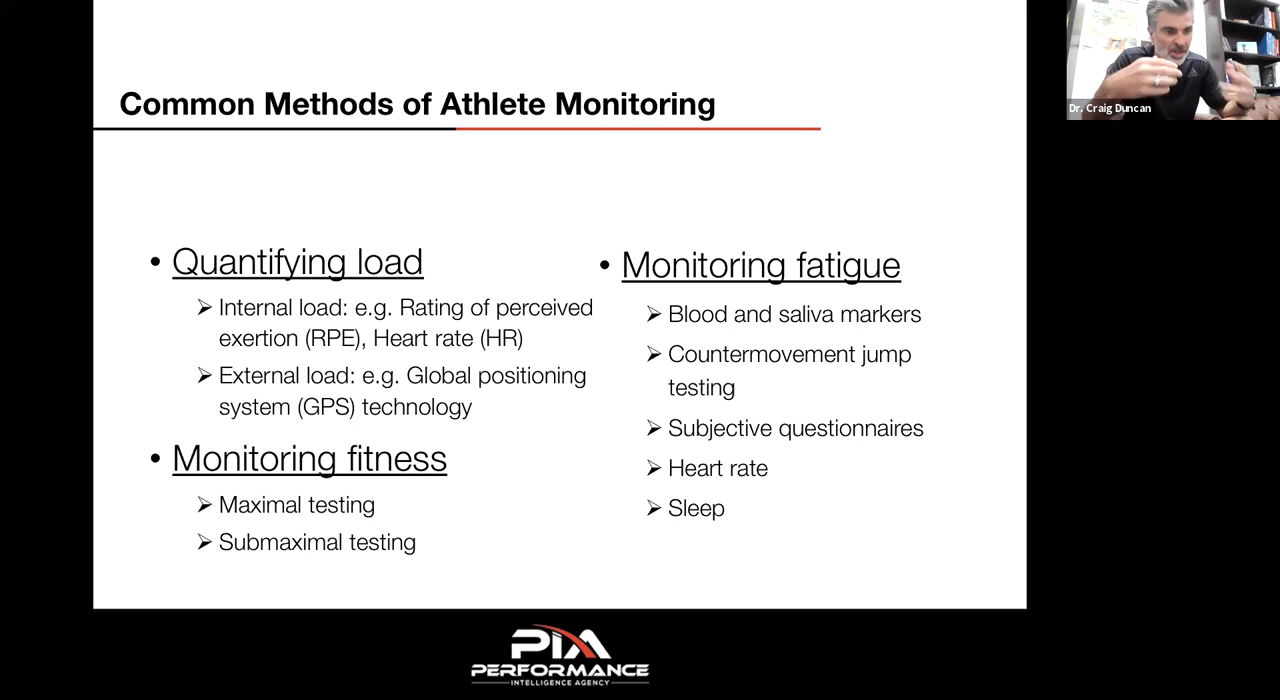 Common Methods of Athlete Monitoring
Dr. Craig Duncan
• Quantifying load
➢ Internal load: e.g. Rating of perceived
exertion (RPE), Heart rate (HR)
➢ External load: e.g. Global positioning
system (GPS) technology
• Monitoring fitness
➢ Maximal testing
➢ Submaximal testing
• Monitoring fatigue
➢ Blood and saliva markers
➢ Countermovement jump
testing
➢ Subjective questionnaires
➢ Heart rate
➢ Sleep
PIA
PERFORMANCE
INTELLIGENCE AGENCY